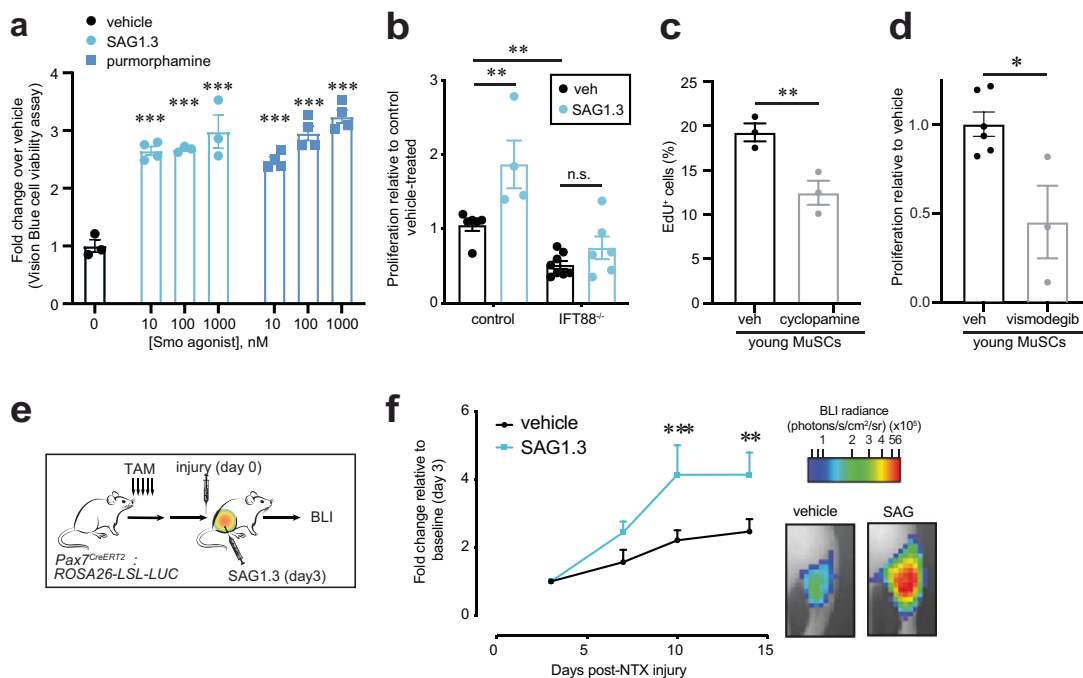 a
vehicle
SAG1.3
purmorphamine
Fold change over vehicle
(Vision Blue cell viability assay)
4
3
2
1
0
***
***
***
***
***
***
0
10
100
1000
10
100
1000
[Smo agonist], nM
b
Proliferation relative to control
vehicle-treated
3
2
1
0
**
**
n.s.
veh
SAG1.3
control
IFT88-/-
c
EdU+ cells (%)
25
20
15
10
5
0
**
veh
cyclopamine
young MuSCs
d
Proliferation relative to vehicle
1.0
0.5
0.0
*
veh
vismodegib
young MuSCs
e
TAM
injury (day 0)
BLI
Pax7CreERT2 :
ROSA26-LSL-LUC
SAG1.3 (day3)
f
Fold change relative to
baseline (day 3)
6
4
2
0
vehicle
SAG1.3
***
**
0
5
10
15
Days post-NTX injury
BLI radiance
(photons/s/cm²/sr) (x10⁵)
1 2 3 4 56
vehicle
SAG